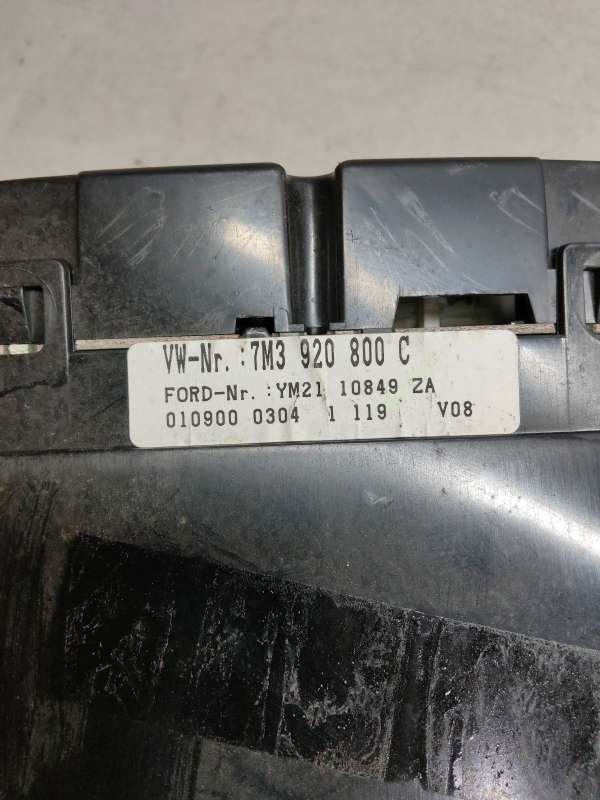 VW-Nr. :7M3 920 800 C
FORD-Nr. :YM21 10849 ZA
010900 0304 1 119 V08